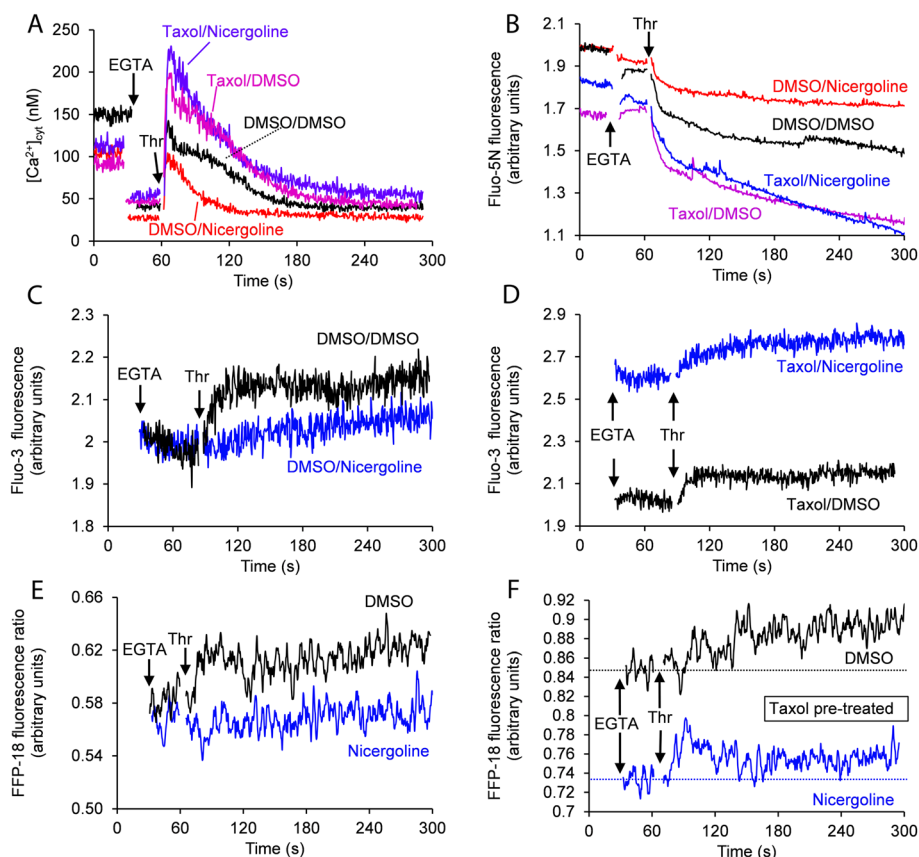 A
Taxol/Nicergoline
EGTA
Taxol/DMSO
DMSO/DMSO
Thr
DMSO/Nicergoline
[Ca2+]cyt (nM)
250
200
150
100
50
0
0 60 120 180 240 300
Time (s)
B
Thr
DMSO/Nicergoline
DMSO/DMSO
EGTA
Taxol/Nicergoline
Taxol/DMSO
Fluo-5N fluorescence
(arbitrary units)
2.1
1.9
1.7
1.5
1.3
1.1
0 60 120 180 240 300
Time (s)
C
DMSO/DMSO
EGTA
Thr
DMSO/Nicergoline
Fluo-3 fluorescence
(arbitrary units)
2.3
2.2
2.1
2
1.9
1.8
0 60 120 180 240 300
Time (s)
D
Taxol/Nicergoline
EGTA
Thr
Taxol/DMSO
Fluo-3 fluorescence
(arbitrary units)
2.9
2.7
2.5
2.3
2.1
1.9
0 60 120 180 240 300
Time (s)
E
DMSO
EGTA
Thr
Nicergoline
FFP-18 fluorescence ratio
(arbitrary units)
0.66
0.62
0.58
0.54
0.50
0 60 120 180 240 300
Time (s)
F
DMSO
EGTA
Thr
Taxol pre-treated
Nicergoline
FFP-18 fluorescence ratio
(arbitrary units)
0.92
0.9
0.88
0.86
0.84
0.82
0.8
0.78
0.76
0.74
0.72
0.7
0 60 120 180 240 300
Time (s)